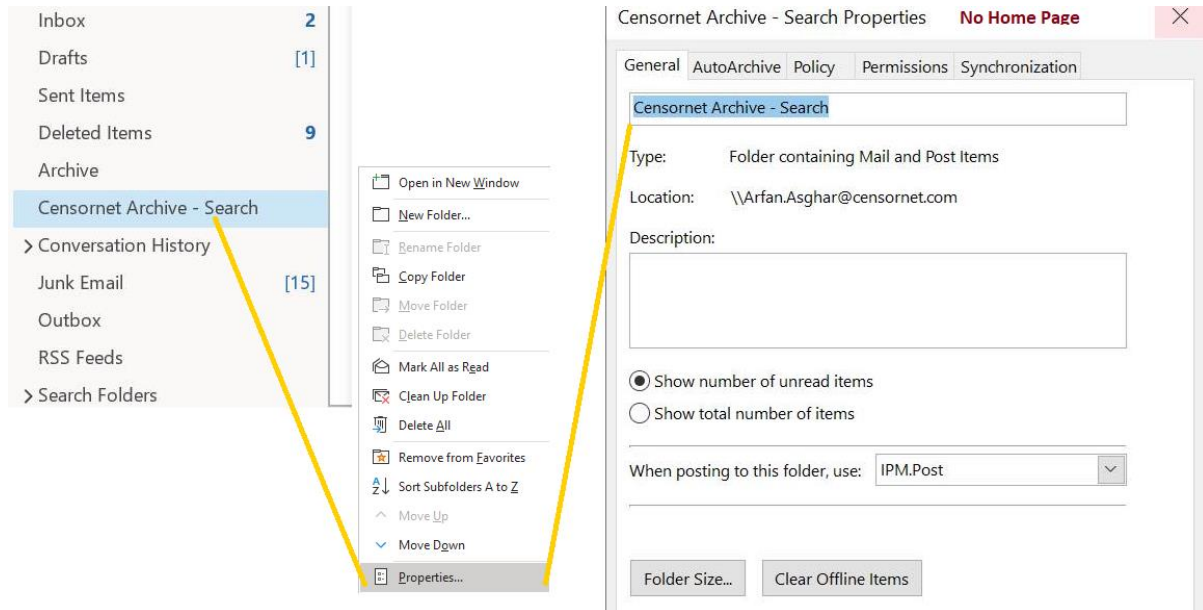 Inbox 2
Drafts [1]
Sent Items
Deleted Items 9
Archive
Censornet Archive - Search
Conversation History
Junk Email [15]
Outbox
RSS Feeds
Search Folders
Open in New Window
New Folder...
Rename Folder
Copy Folder
Move Folder
Delete Folder
Mark All as Read
Clean Up Folder
Delete All
Remove from Favorites
Sort Subfolders A to Z
Move Up
Move Down
Properties...
Censornet Archive - Search Properties No Home Page
General AutoArchive Policy Permissions Synchronization
Censornet Archive - Search
Type: Folder containing Mail and Post Items
Location: \\Arfan.Asghar@censornet.com
Description:
Show number of unread items
Show total number of items
When posting to this folder, use: IPM.Post
Folder Size... Clear Offline Items